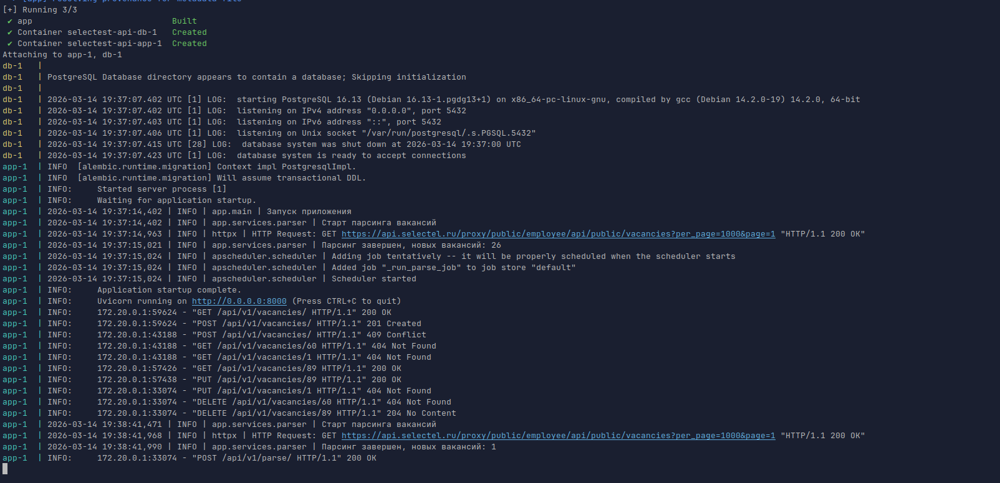 [+] Running 3/3
✔ app Built
✔ Container selectest-api-db-1 Created
✔ Container selectest-api-app-1 Created
Attaching to app-1, db-1
db-1 |
db-1 | PostgreSQL Database directory appears to contain a database; Skipping initialization
db-1 |
db-1 | 2026-03-14 19:37:07.402 UTC [1] LOG: starting PostgreSQL 16.13 (Debian 16.13-1.pgdg13+1) on x86_64-pc-linux-gnu, compiled by gcc (Debian 14.2.0-19) 14.2.0, 64-bit
db-1 | 2026-03-14 19:37:07.402 UTC [1] LOG: listening on IPv4 address "0.0.0.0", port 5432
db-1 | 2026-03-14 19:37:07.403 UTC [1] LOG: listening on IPv6 address "::", port 5432
db-1 | 2026-03-14 19:37:07.406 UTC [1] LOG: listening on Unix socket "/var/run/postgresql/.s.PGSQL.5432"
db-1 | 2026-03-14 19:37:07.415 UTC [28] LOG: database system was shut down at 2026-03-14 19:37:00 UTC
db-1 | 2026-03-14 19:37:07.423 UTC [1] LOG: database system is ready to accept connections
app-1 | INFO [alembic.runtime.migration] Context impl PostgresqlImpl.
app-1 | INFO [alembic.runtime.migration] Will assume transactional DDL.
app-1 | INFO: Started server process [1]
app-1 | INFO: Waiting for application startup.
app-1 | 2026-03-14 19:37:14,402 | INFO | app.main | Запуск приложения
app-1 | 2026-03-14 19:37:14,402 | INFO | app.services.parser | Старт парсинга вакансий
app-1 | 2026-03-14 19:37:14,963 | INFO | httpx | HTTP Request: GET https://api.selectel.ru/proxy/public/employee/api/public/vacancies?per_page=1000&page=1 "HTTP/1.1 200 OK"
app-1 | 2026-03-14 19:37:15,021 | INFO | app.services.parser | Парсинг завершен, новых вакансий: 26
app-1 | 2026-03-14 19:37:15,024 | INFO | apscheduler.scheduler | Adding job tentatively -- it will be properly scheduled when the scheduler starts
app-1 | 2026-03-14 19:37:15,024 | INFO | apscheduler.scheduler | Added job "_run_parse_job" to job store "default"
app-1 | 2026-03-14 19:37:15,024 | INFO | apscheduler.scheduler | Scheduler started
app-1 | INFO: Application startup complete.
app-1 | INFO: Uvicorn running on http://0.0.0.0:8000 (Press CTRL+C to quit)
app-1 | INFO: 172.20.0.1:59624 - "GET /api/v1/vacancies/ HTTP/1.1" 200 OK
app-1 | INFO: 172.20.0.1:59624 - "POST /api/v1/vacancies/ HTTP/1.1" 201 Created
app-1 | INFO: 172.20.0.1:43188 - "POST /api/v1/vacancies/ HTTP/1.1" 409 Conflict
app-1 | INFO: 172.20.0.1:43188 - "GET /api/v1/vacancies/60 HTTP/1.1" 404 Not Found
app-1 | INFO: 172.20.0.1:43188 - "GET /api/v1/vacancies/1 HTTP/1.1" 404 Not Found
app-1 | INFO: 172.20.0.1:57426 - "GET /api/v1/vacancies/89 HTTP/1.1" 200 OK
app-1 | INFO: 172.20.0.1:57438 - "PUT /api/v1/vacancies/89 HTTP/1.1" 200 OK
app-1 | INFO: 172.20.0.1:33074 - "PUT /api/v1/vacancies/1 HTTP/1.1" 404 Not Found
app-1 | INFO: 172.20.0.1:33074 - "DELETE /api/v1/vacancies/60 HTTP/1.1" 404 Not Found
app-1 | INFO: 172.20.0.1:33074 - "DELETE /api/v1/vacancies/89 HTTP/1.1" 204 No Content
app-1 | 2026-03-14 19:38:41,471 | INFO | app.services.parser | Старт парсинга вакансий
app-1 | 2026-03-14 19:38:41,968 | INFO | httpx | HTTP Request: GET https://api.selectel.ru/proxy/public/employee/api/public/vacancies?per_page=1000&page=1 "HTTP/1.1 200 OK"
app-1 | 2026-03-14 19:38:41,990 | INFO | app.services.parser | Парсинг завершен, новых вакансий: 1
app-1 | INFO: 172.20.0.1:33074 - "POST /api/v1/parse/ HTTP/1.1" 200 OK